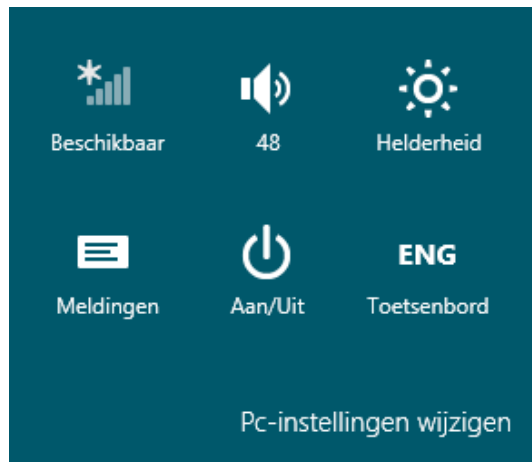 Beschikbaar
48
Helderheid
Meldingen
Aan/Uit
ENG
Toetsenbord
Pc-instellingen wijzigen